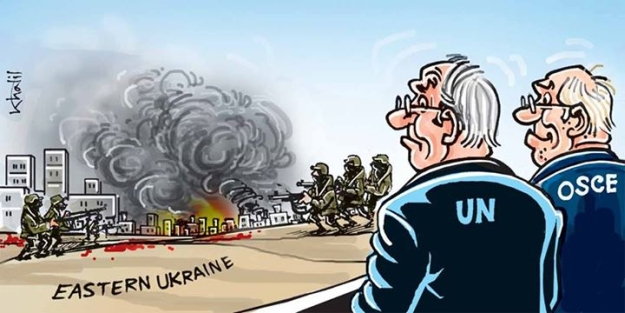 Khalil
EASTERN UKRAINE
UN
OSCE